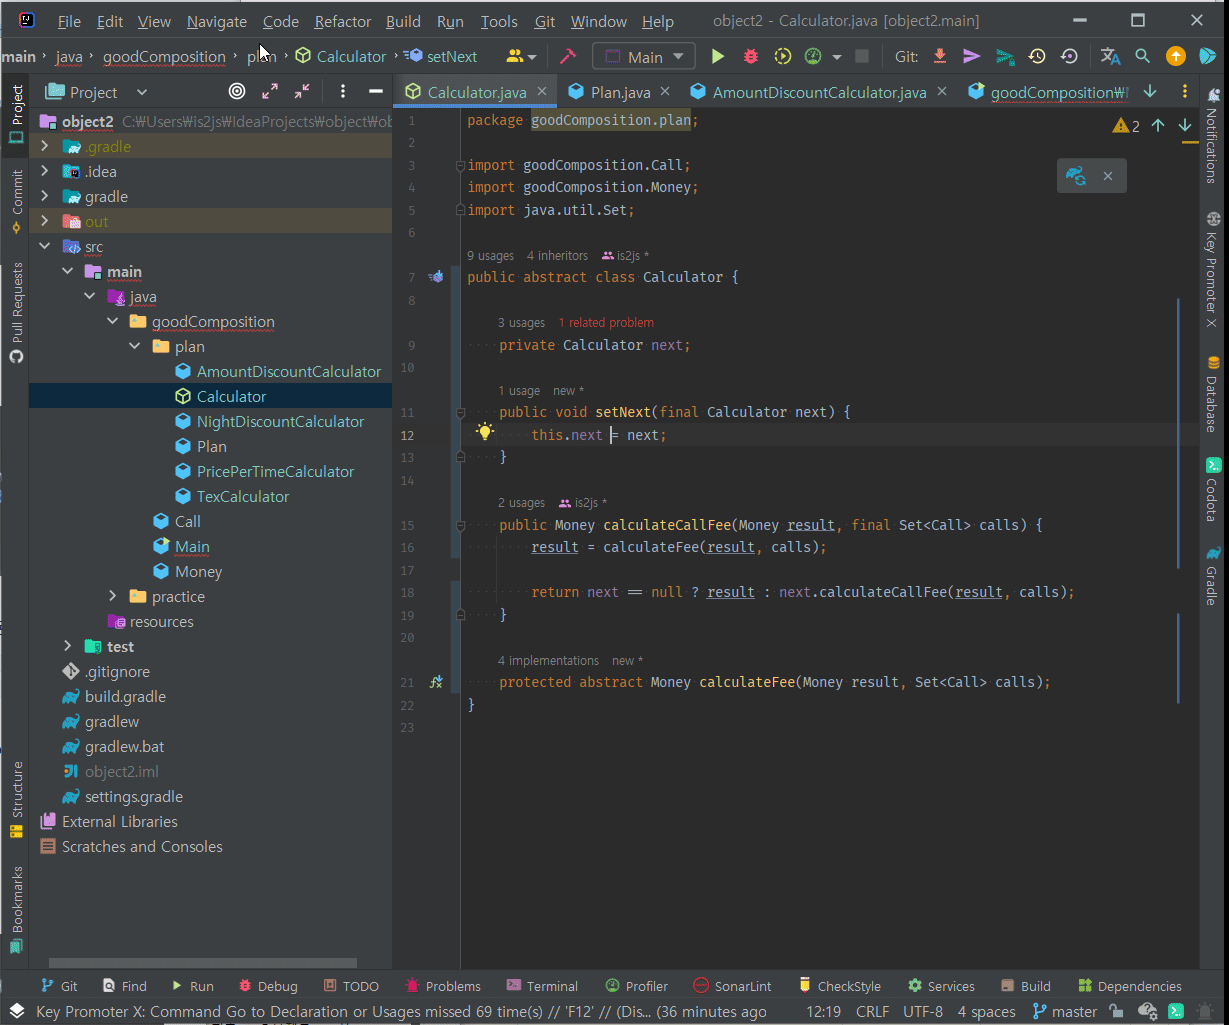 File Edit View Navigate Code Refactor Build Run Tools Git Window Help object2 - Calculator.java [object2.main]
main java goodComposition plan Calculator setNext Main Git:
Project
Calculator.java Plan.java AmountDiscountCalculator.java goodComposition₩
object2 C:₩Users₩is2js₩IdeaProjects₩object₩ob
.gradle
.idea
gradle
out
src
main
java
goodComposition
plan
AmountDiscountCalculator
Calculator
NightDiscountCalculator
Plan
PricePerTimeCalculator
TexCalculator
Call
Main
Money
practice
resources
test
.gitignore
build.gradle
gradlew
gradlew.bat
object2.iml
settings.gradle
External Libraries
Scratches and Consoles
Project
Commit
Pull Requests
Structure
Bookmarks
1 package goodComposition.plan;
2
3 import goodComposition.Call;
4 import goodComposition.Money;
5 import java.util.Set;
6
9 usages 4 inheritors is2js *
7 public abstract class Calculator {
8
3 usages 1 related problem
9 private Calculator next;
10
1 usage new *
11 public void setNext(final Calculator next) {
12 this.next = next;
13 }
14
2 usages is2js *
15 public Money calculateCallFee(Money result, final Set<Call> calls) {
16 result = calculateFee(result, calls);
17
18 return next == null ? result : next.calculateCallFee(result, calls);
19 }
20
4 implementations new *
21 protected abstract Money calculateFee(Money result, Set<Call> calls);
22 }
23
2
Notifications
Key Promoter X
Database
Codota
Gradle
Git Find Run Debug TODO Problems Terminal Profiler SonarLint CheckStyle Services Build Dependencies
Key Promoter X: Command Go to Declaration or Usages missed 69 time(s) // 'F12' // (Dis... (36 minutes ago 12:19 CRLF UTF-8 4 spaces master